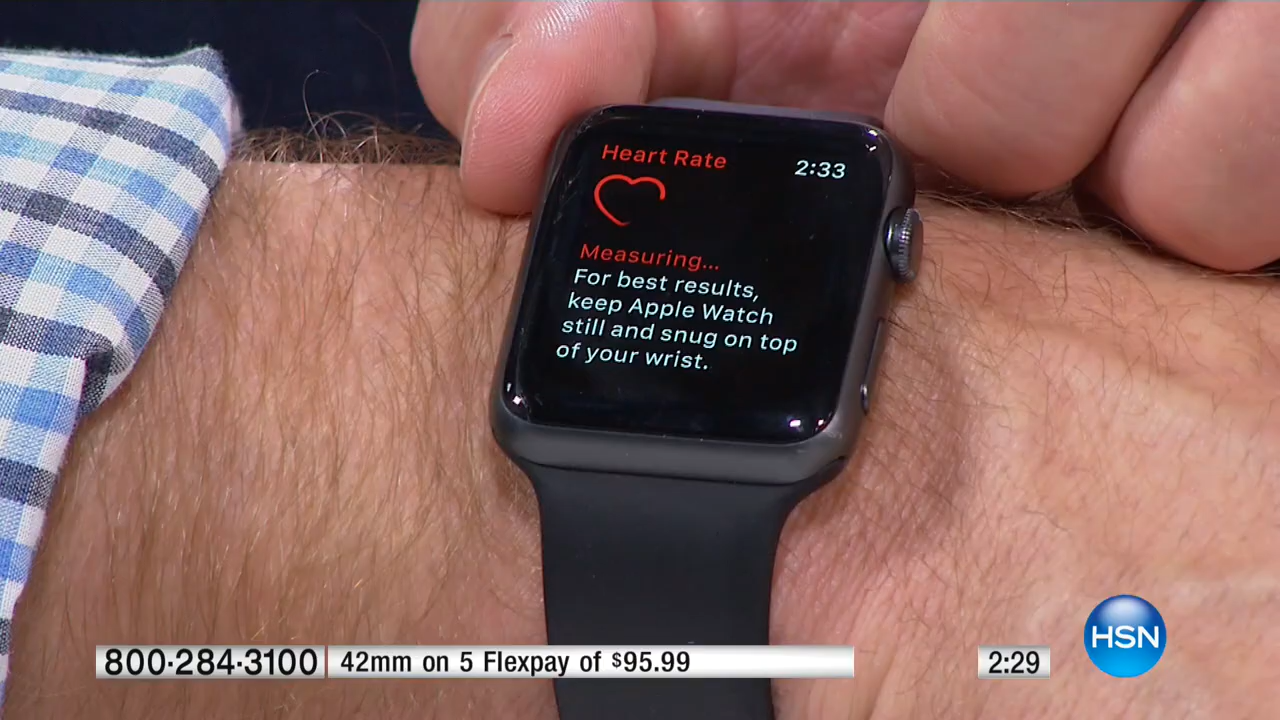 Heart Rate
2:33
Measuring...
For best results,
keep Apple Watch
still and snug on top
of your wrist.
HSN
800·284·3100
42mm on 5 Flexpay of $95.99
2:29